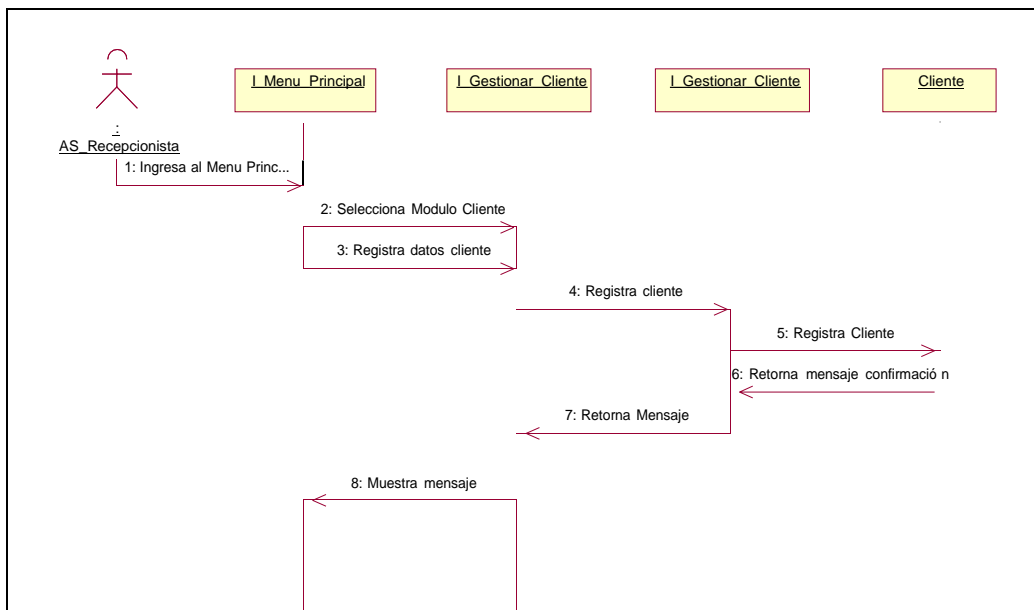 I_Menu_Principal
I_Gestionar_Cliente
I_Gestionar_Cliente
Cliente
:
AS_Recepcionista
1: Ingresa al Menu Princ...
2: Selecciona Modulo Cliente
3: Registra datos cliente
4: Registra cliente
5: Registra Cliente
6: Retorna mensaje confirmació n
7: Retorna Mensaje
8: Muestra mensaje